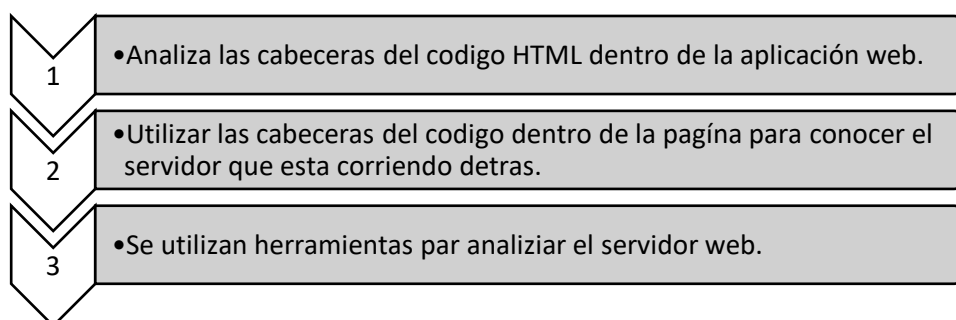 1
•Analiza las cabeceras del codigo HTML dentro de la aplicación web.
2
•Utilizar las cabeceras del codigo dentro de la pagína para conocer el
servidor que esta corriendo detras.
3
•Se utilizan herramientas par analiziar el servidor web.